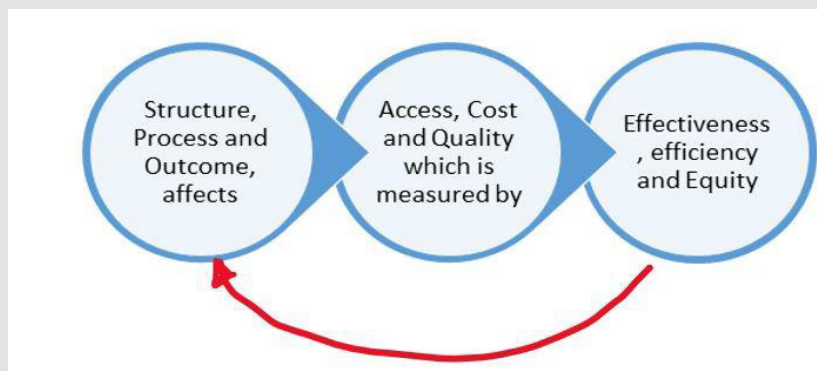 Structure,
Process and
Outcome,
affects
Access, Cost
and Quality
which is
measured by
Effectiveness
, efficiency
and Equity